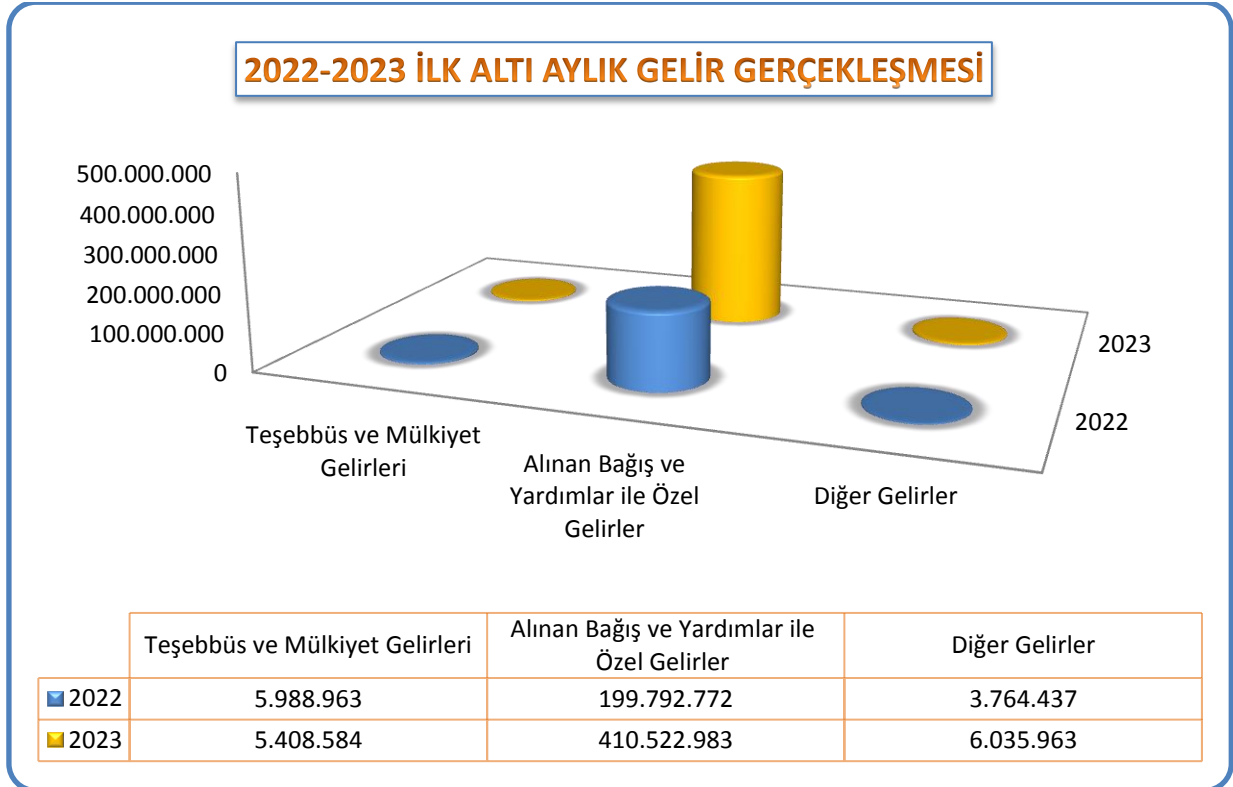 2022-2023 İLK ALTI AYLIK GELİR GERÇEKLEŞMESİ
500.000.000
400.000.000
300.000.000
200.000.000
100.000.000
0
2023
2022
Teşebbüs ve Mülkiyet
Gelirleri
Alınan Bağış ve
Yardımlar ile Özel
Gelirler
Diğer Gelirler
Teşebbüs ve Mülkiyet Gelirleri
Alınan Bağış ve Yardımlar ile
Özel Gelirler
Diğer Gelirler
2022 5.988.963 199.792.772 3.764.437
2023 5.408.584 410.522.983 6.035.963